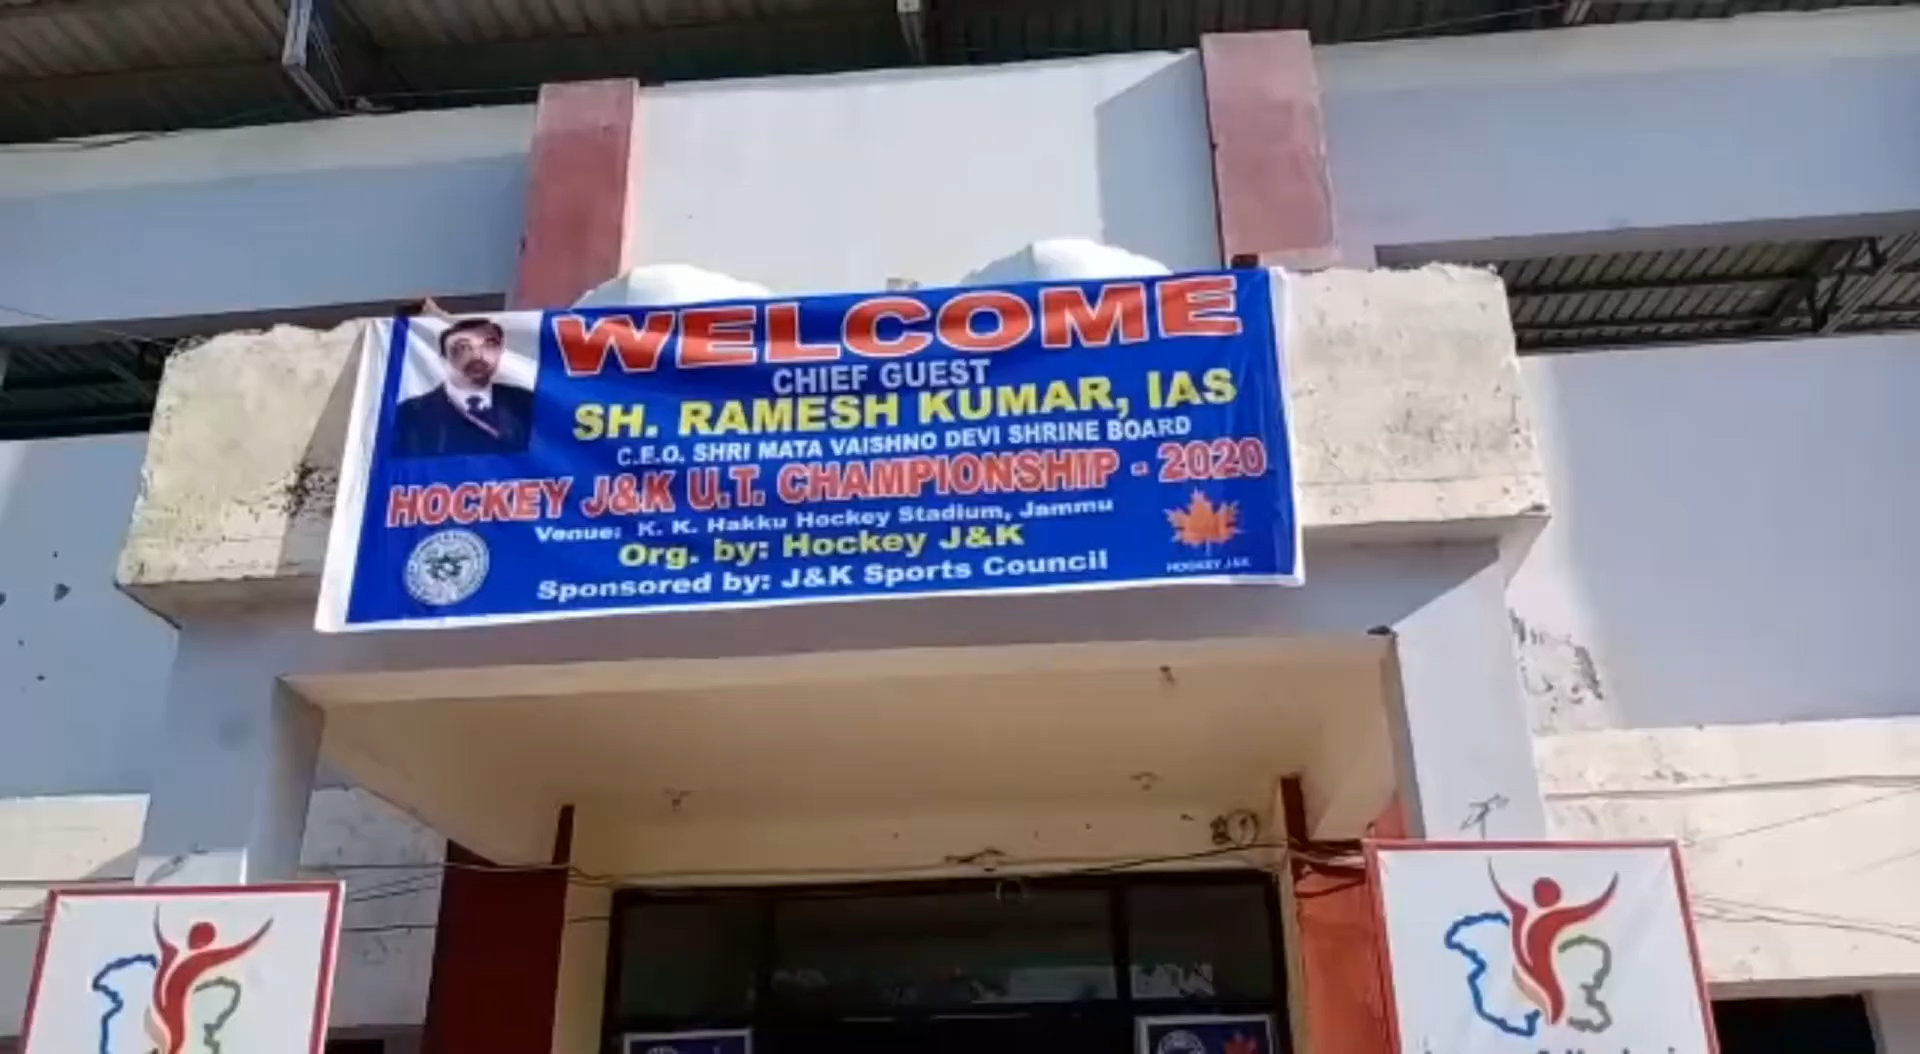 WELCOME
CHIEF GUEST
SH. RAMESH KUMAR, IAS
C.E.O. SHRI MATA VAISHNO DEVI SHRINE BOARD
HOCKEY J&K U.T. CHAMPIONSHIP - 2020
Venue: K. K. Hakku Hockey Stadium, Jammu
Org. by: Hockey J&K
Sponsored by: J&K Sports Council
HOCKEY J&K